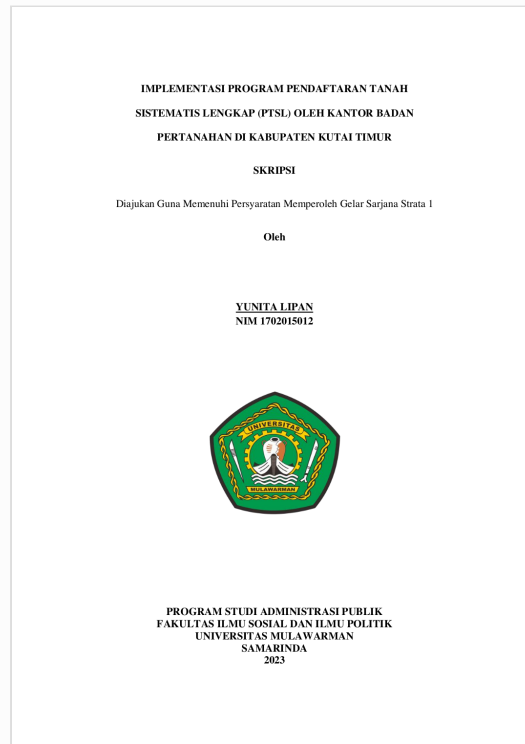 IMPLEMENTASI PROGRAM PENDAFTARAN TANAH
SISTEMATIS LENGKAP (PTSL) OLEH KANTOR BADAN
PERTANAHAN DI KABUPATEN KUTAI TIMUR
SKRIPSI
Diajukan Guna Memenuhi Persyaratan Memperoleh Gelar Sarjana Strata 1
Oleh
YUNITA LIPAN
NIM 1702015012
UNIVERSITAS
MULAWARMAN
PROGRAM STUDI ADMINISTRASI PUBLIK
FAKULTAS ILMU SOSIAL DAN ILMU POLITIK
UNIVERSITAS MULAWARMAN
SAMARINDA
2023